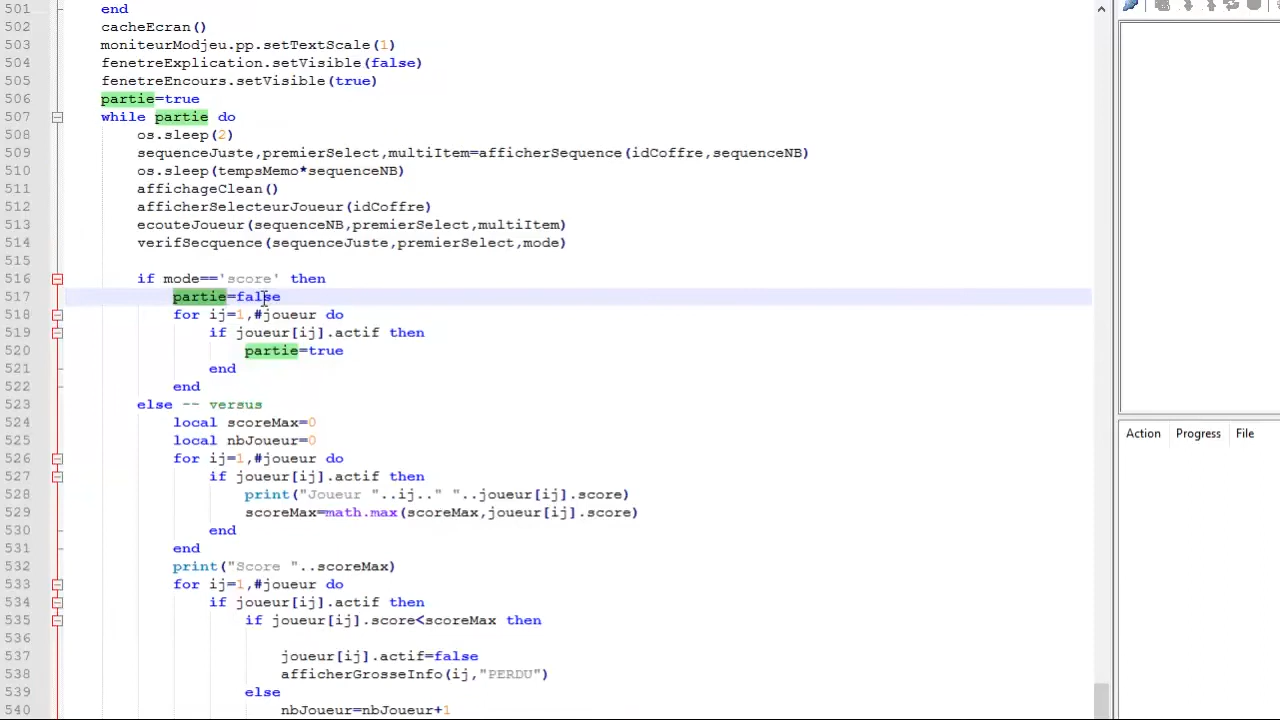 501 end
502 cacheEcran()
503 moniteurModjeu.pp.setTextScale(1)
504 fenetreExplication.setVisible(false)
505 fenetreEncours.setVisible(true)
506 partie=true
507 while partie do
508 os.sleep(2)
509 sequenceJuste,premierSelect,multiItem=afficherSequence(idCoffre,sequenceNB)
510 os.sleep(tempsMemo*sequenceNB)
511 affichageClean()
512 afficherSelecteurJoueur(idCoffre)
513 ecouteJoueur(sequenceNB,premierSelect,multiItem)
514 verifSecquence(sequenceJuste,premierSelect,mode)
515
516 if mode=='score' then
517 partie=false
518 for ij=1,#joueur do
519 if joueur[ij].actif then
520 partie=true
521 end
522 end
523 else -- versus
524 local scoreMax=0
525 local nbJoueur=0
526 for ij=1,#joueur do
527 if joueur[ij].actif then
528 print("Joueur "..ij.." "..joueur[ij].score)
529 scoreMax=math.max(scoreMax,joueur[ij].score)
530 end
531 end
532 print("Score "..scoreMax)
533 for ij=1,#joueur do
534 if joueur[ij].actif then
535 if joueur[ij].score<scoreMax then
536
537 joueur[ij].actif=false
538 afficherGrosseInfo(ij,"PERDU")
539 else
540 nbJoueur=nbJoueur+1
Action Progress File